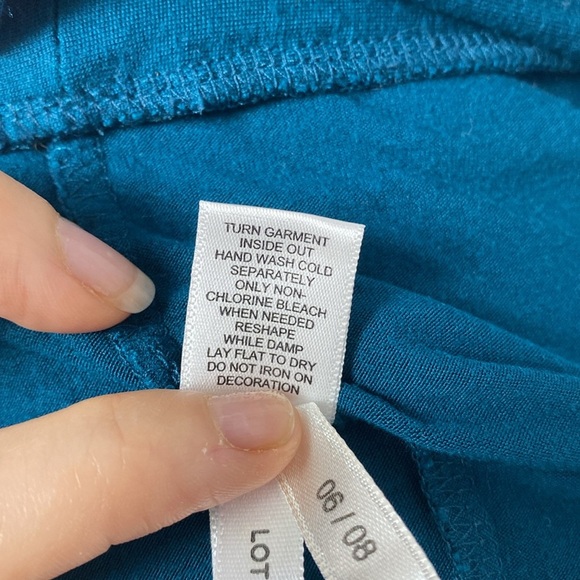 TURN GARMENT
INSIDE OUT
HAND WASH COLD
SEPARATELY
ONLY NON-
CHLORINE BLEACH
WHEN NEEDED
RESHAPE
WHILE DAMP
LAY FLAT TO DRY
DO NOT IRON ON
DECORATION
06/08
LOT